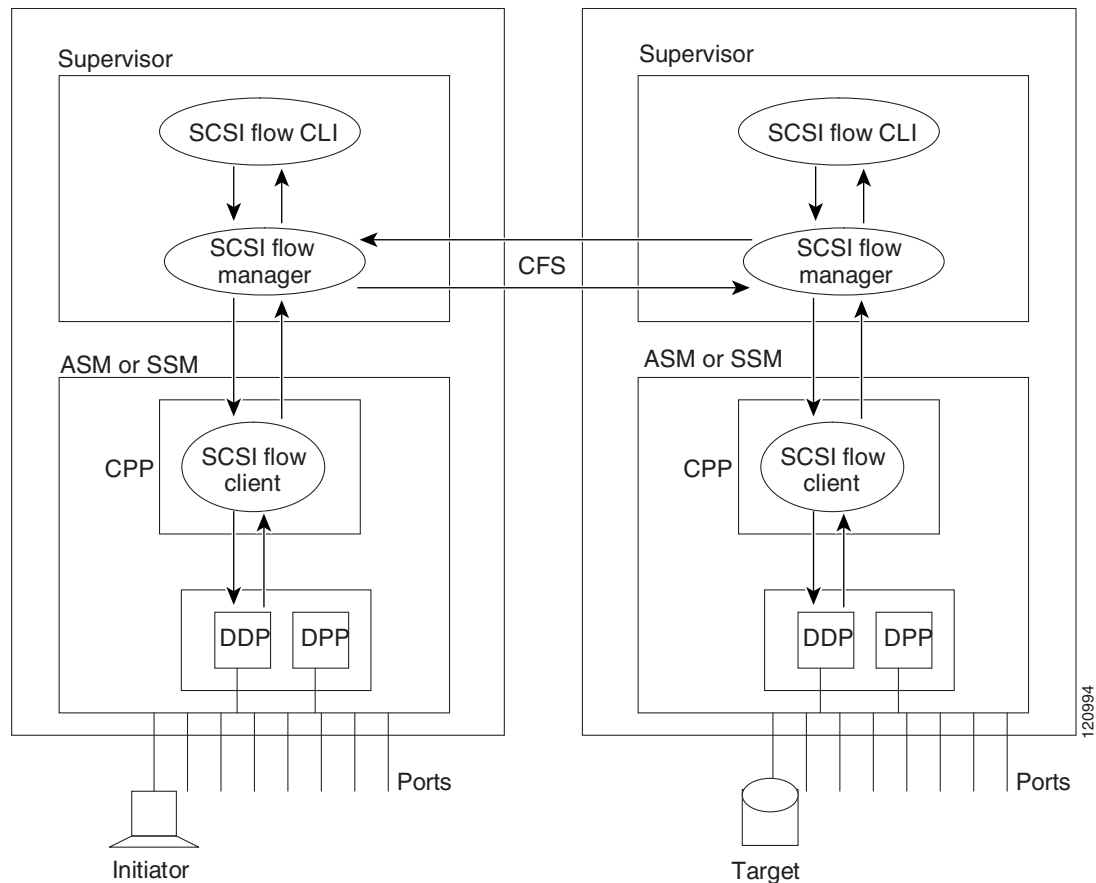 Supervisor
SCSI flow CLI
SCSI flow
manager
ASM or SSM
CPP
SCSI flow
client
DDP
DPP
Ports
Initiator
CFS
Supervisor
SCSI flow CLI
SCSI flow
manager
ASM or SSM
CPP
SCSI flow
client
DDP
DPP
Ports
Target
120994